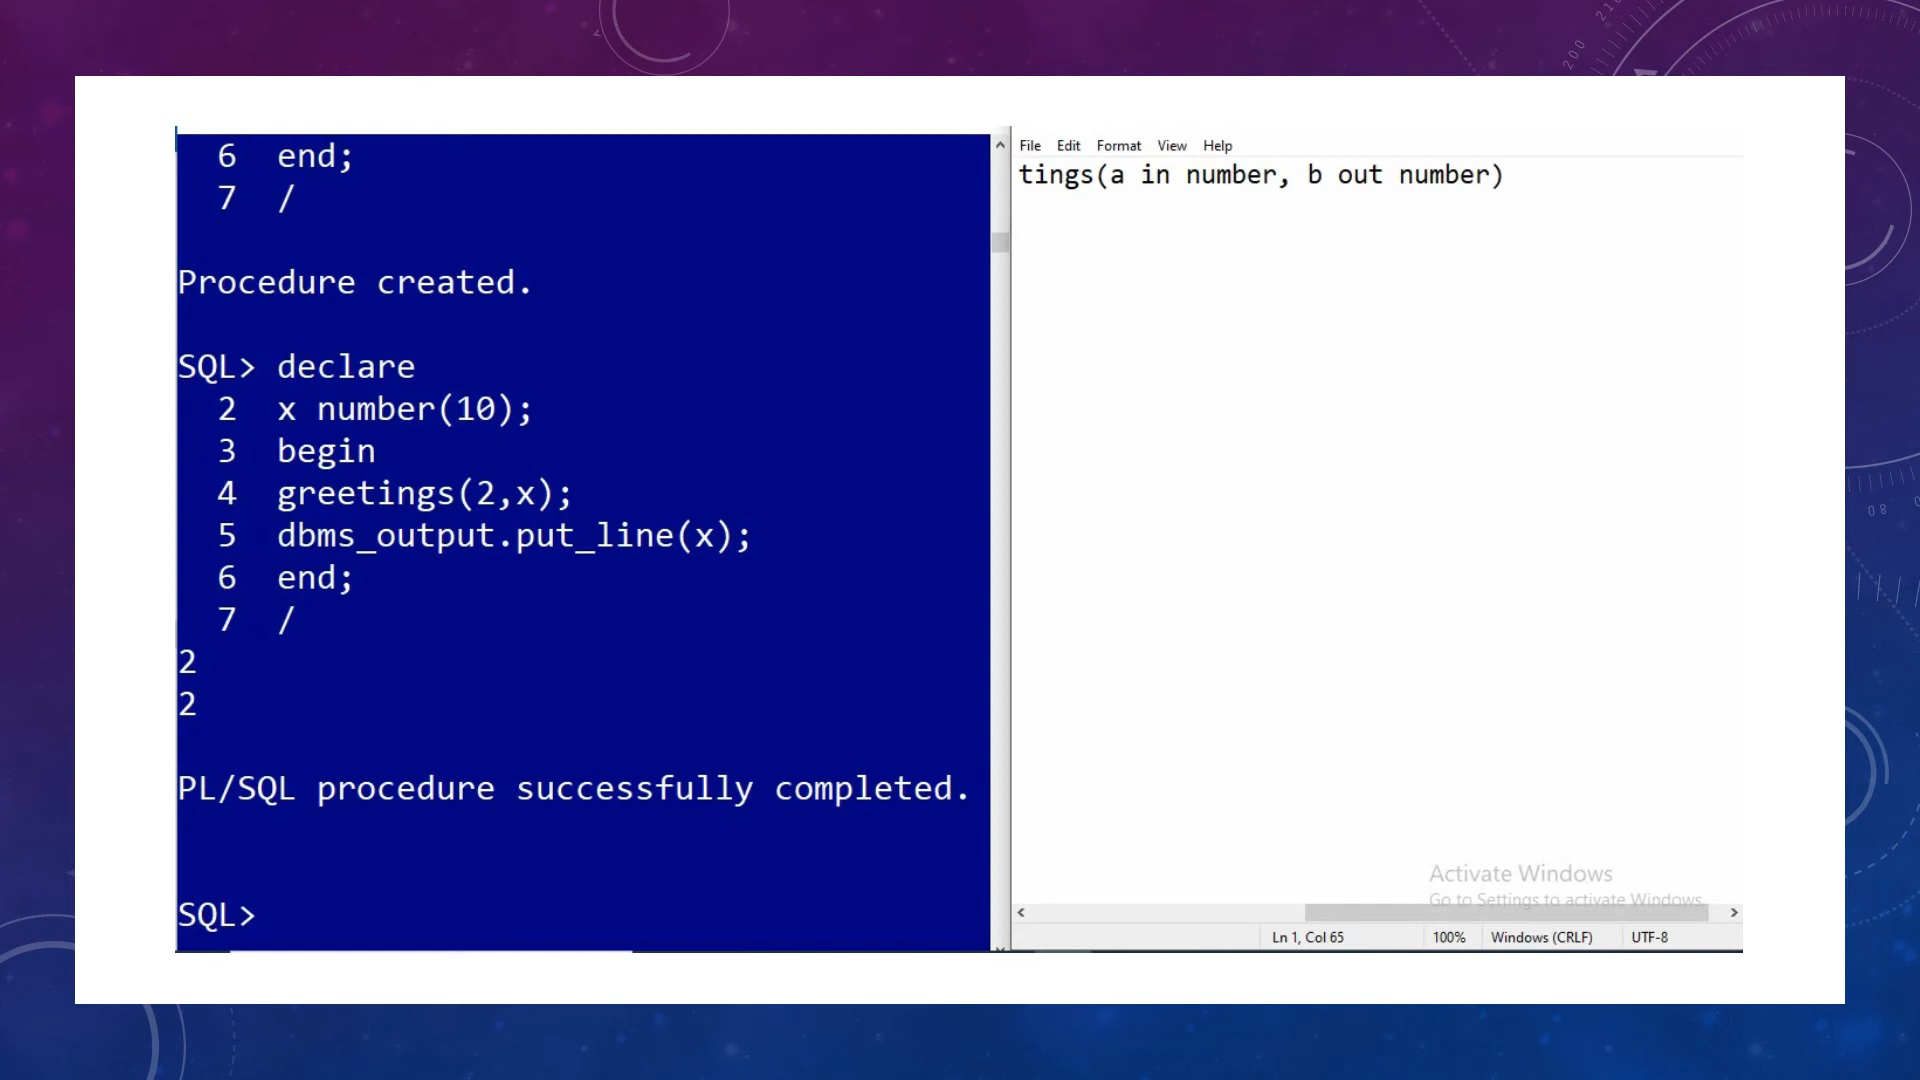 6 end;
7 /
Procedure created.
SQL> declare
2 x number(10);
3 begin
4 greetings(2,x);
5 dbms_output.put_line(x);
6 end;
7 /
2
2
PL/SQL procedure successfully completed.
SQL>
File Edit Format View Help
tings(a in number, b out number)
Activate Windows
Go to Settings to activate Windows.
Ln 1, Col 65 100% Windows (CRLF) UTF-8
200
80